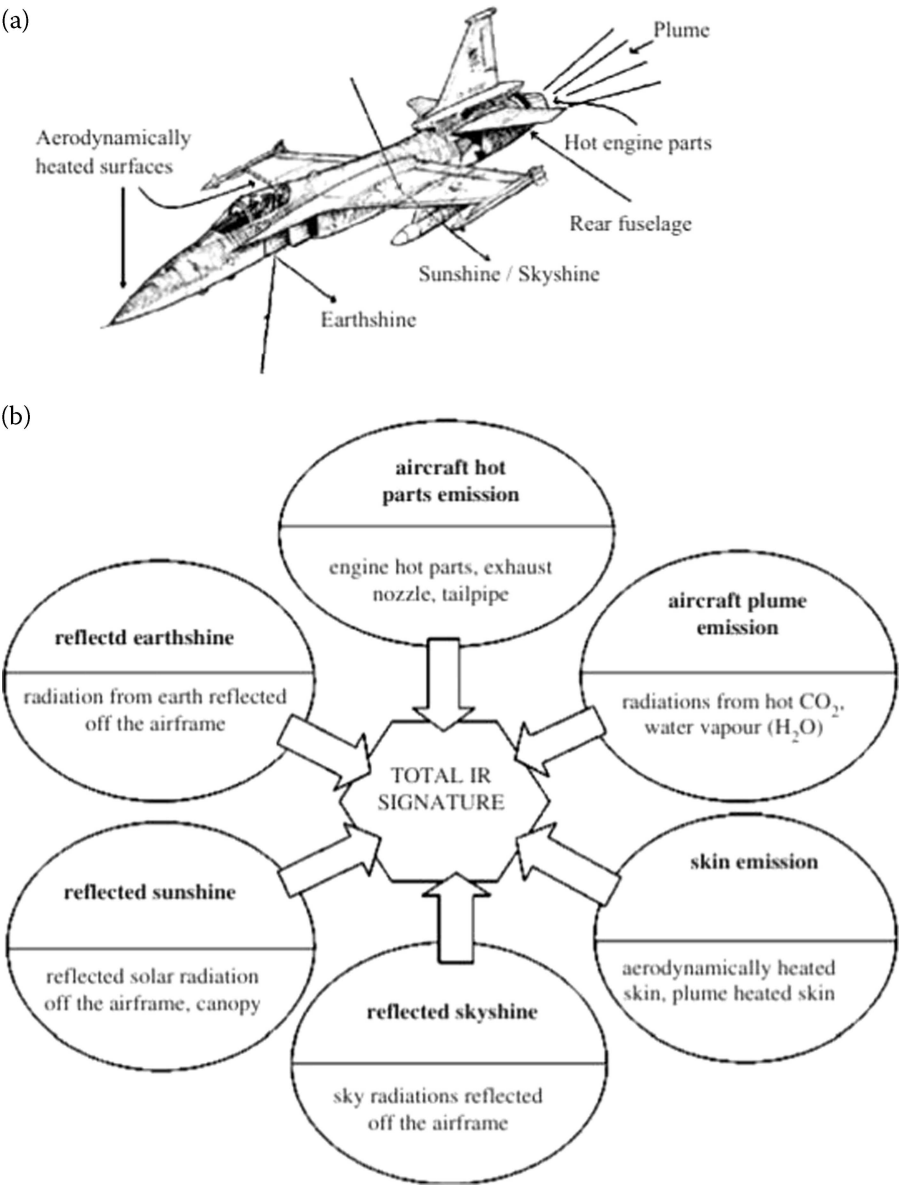 (a)
Plume
Aerodynamically
heated surfaces
Hot engine parts
Rear fuselage
Sunshine / Skyshine
Earthshine
(b)
aircraft hot
parts emission
engine hot parts, exhaust
nozzle, tailpipe
reflectd earthshine
radiation from earth reflected
off the airframe
aircraft plume
emission
radiations from hot CO2,
water vapour (H2O)
TOTAL IR
SIGNATURE
reflected sunshine
reflected solar radiation
off the airframe, canopy
skin emission
aerodynamically heated
skin, plume heated skin
reflected skyshine
sky radiations reflected
off the airframe